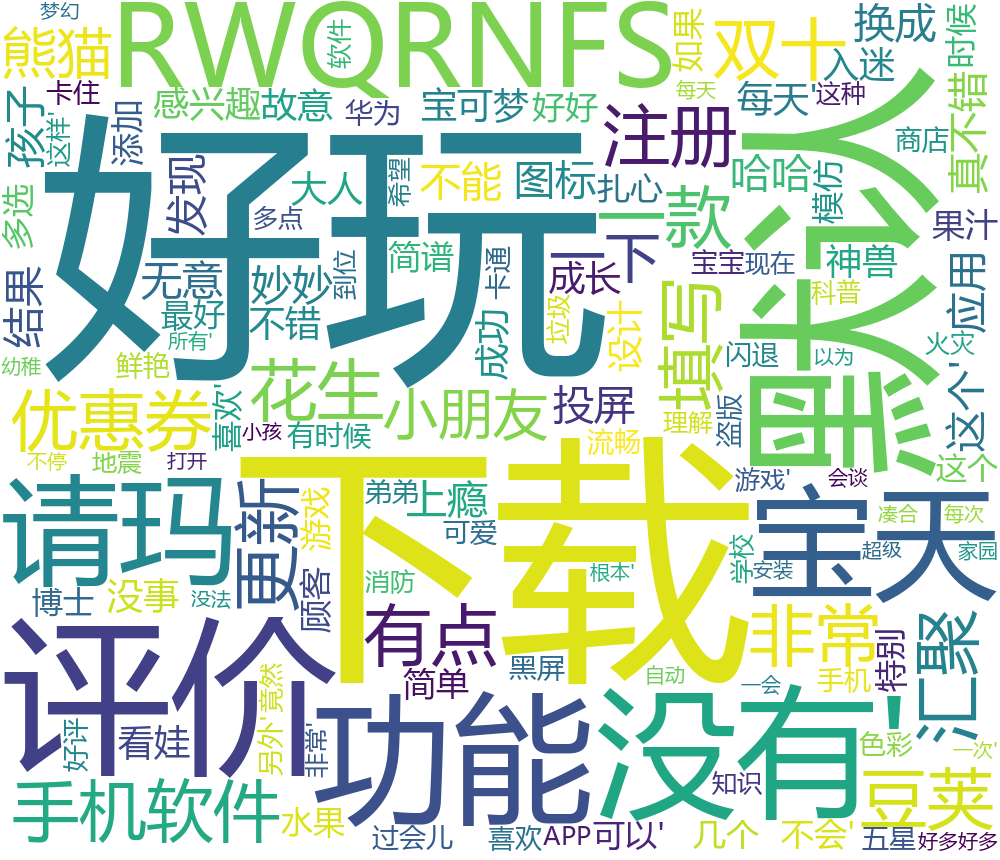 梦幻
RWQRNFS
软件
如果
双十
换成
时候
熊猫
卡住
感兴趣
故意
华为
宝可梦
好好
每天
每天'
这种
入迷
真不错
孩子
这样'
添加
好玩
注册
商店
黑米议人
哈哈
模仿
多选
发现
大人
希望
不能
图标
扎心
一款
果汁
多点
简谱
卡通
一下
宝宝
现在
神兽
应用
结果
无意
妙妙
到位
成长
科普
最好
所有'
不错
成功
垃圾
设计
填写
闪退
以为
火灾
幼稚
鲜艳
花生
小朋友
投屏
理解
盗版
这个'
优惠券
喜欢'
小孩
有时候
流畅
不停
地震
打开
下载
游戏'
会谈
这个
请玛
更新
游戏
弟弟
上瘾
可爱
宝天
凑合
每次
学校
超级
家园
博士
没事
没法
顾客
消防
根本'
安装
评价
有点
非常
特别
汇聚
简单
黑屏
自动
一会
手机
好评
看娃
另外'
竟然
非常'
功能
没有'
色彩
一次'
知识
手机软件
水果
豆荚
过会儿
喜欢
APP
可以'
几个
不会'
五星
好多好多